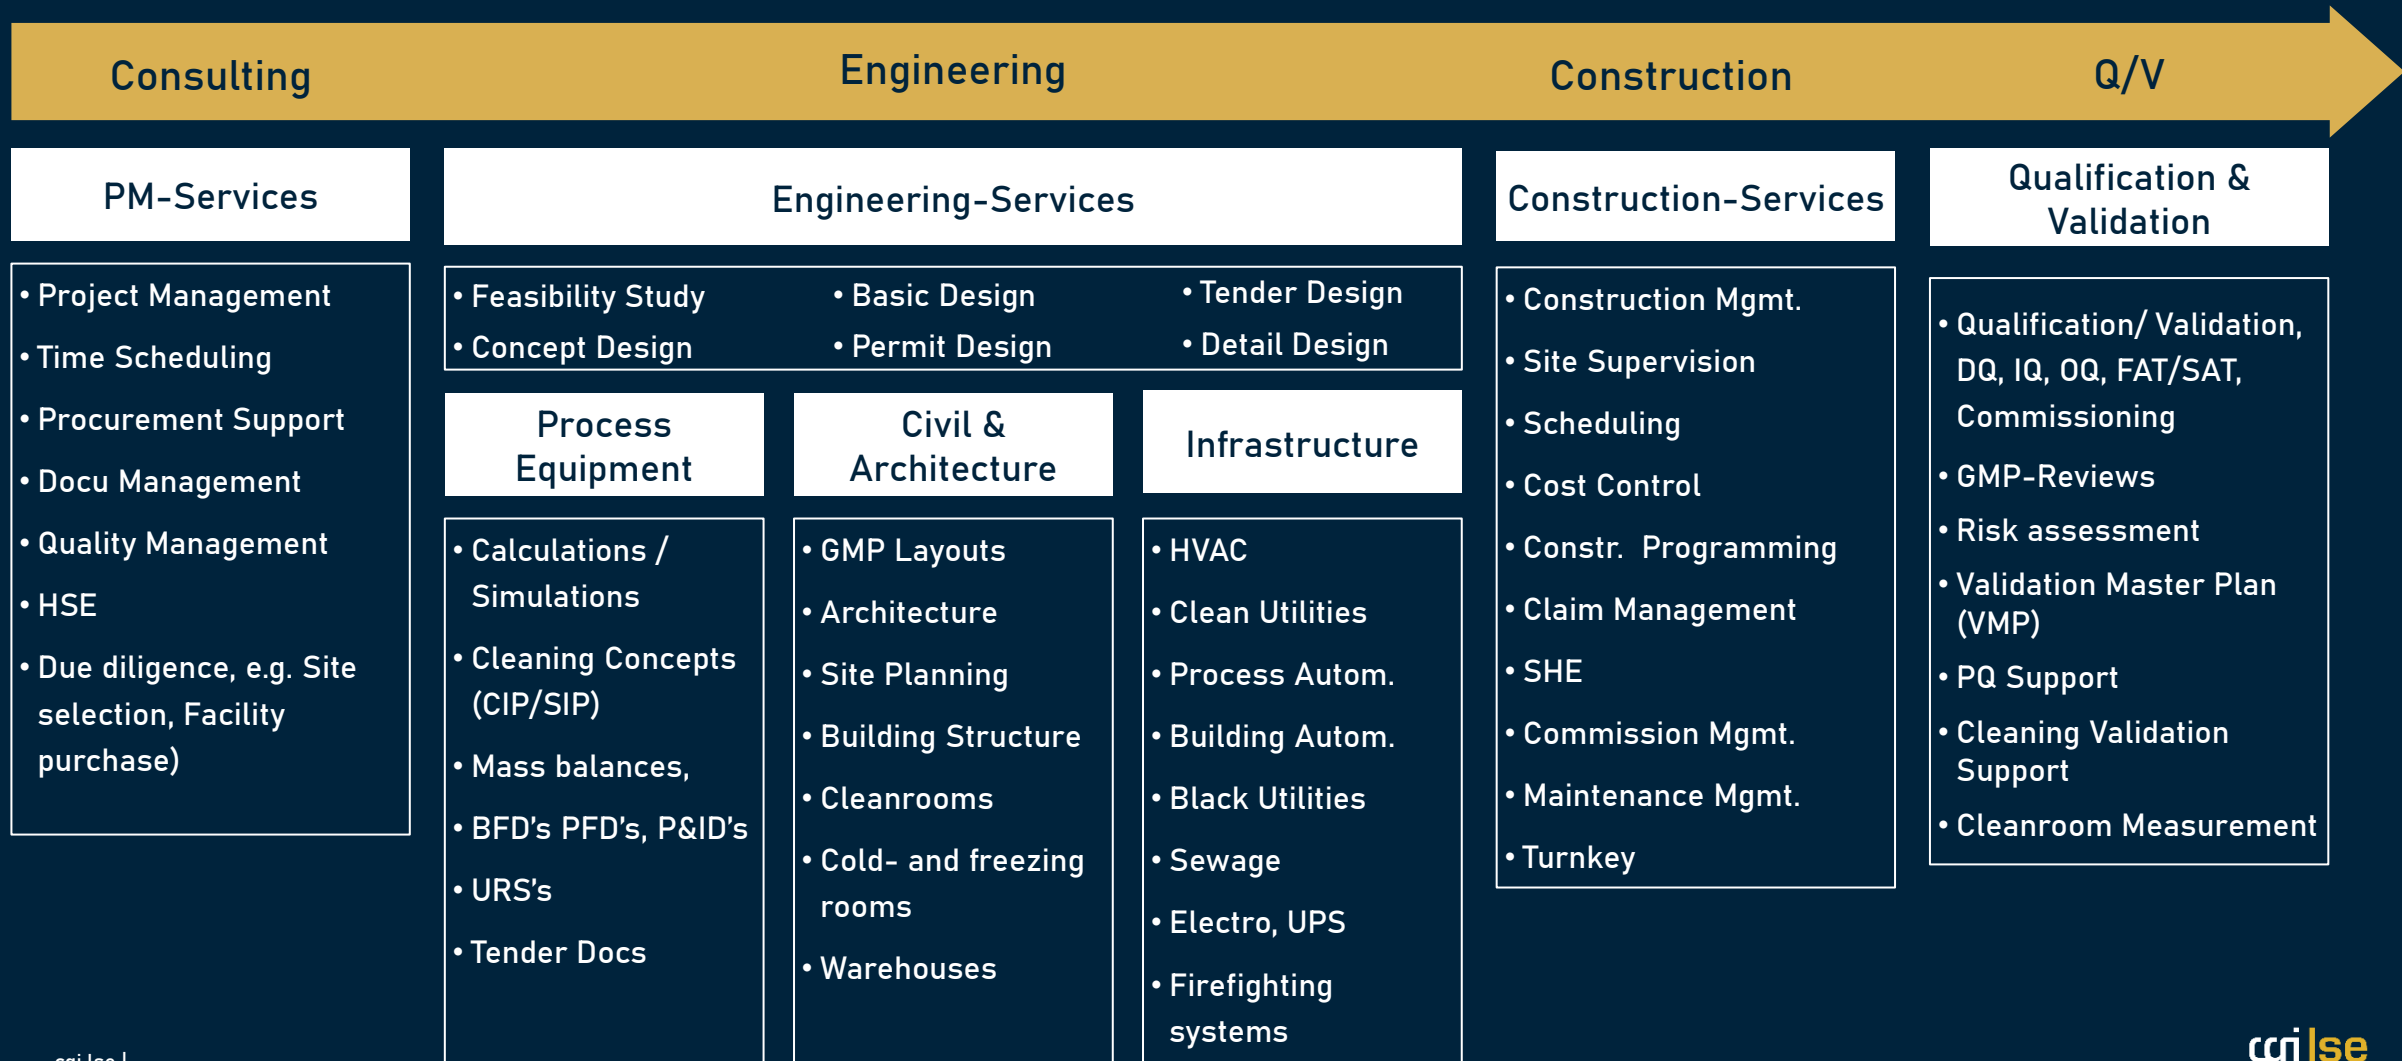 Consulting
Engineering
Construction
Q/V
PM-Services
• Project Management
• Time Scheduling
• Procurement Support
• Docu Management
• Quality Management
• HSE
• Due diligence, e.g. Site
selection, Facility
purchase)
Engineering-Services
• Feasibility Study
• Concept Design
• Basic Design
• Permit Design
• Tender Design
• Detail Design
Process
Equipment
• Calculations /
Simulations
• Cleaning Concepts
(CIP/SIP)
• Mass balances,
• BFD's PFD's, P&ID's
• URS's
• Tender Docs
Civil &
Architecture
• GMP Layouts
• Architecture
• Site Planning
• Building Structure
• Cleanrooms
• Cold- and freezing
rooms
• Warehouses
Infrastructure
• HVAC
• Clean Utilities
• Process Autom.
• Building Autom.
• Black Utilities
• Sewage
• Electro, UPS
• Firefighting
systems
Construction-Services
• Construction Mgmt.
• Site Supervision
• Scheduling
• Cost Control
• Constr.  Programming
• Claim Management
• SHE
• Commission Mgmt.
• Maintenance Mgmt.
• Turnkey
Qualification &
Validation
• Qualification/ Validation,
DQ, IQ, OQ, FAT/SAT,
Commissioning
• GMP-Reviews
• Risk assessment
• Validation Master Plan
(VMP)
• PQ Support
• Cleaning Validation
Support
• Cleanroom Measurement
lse